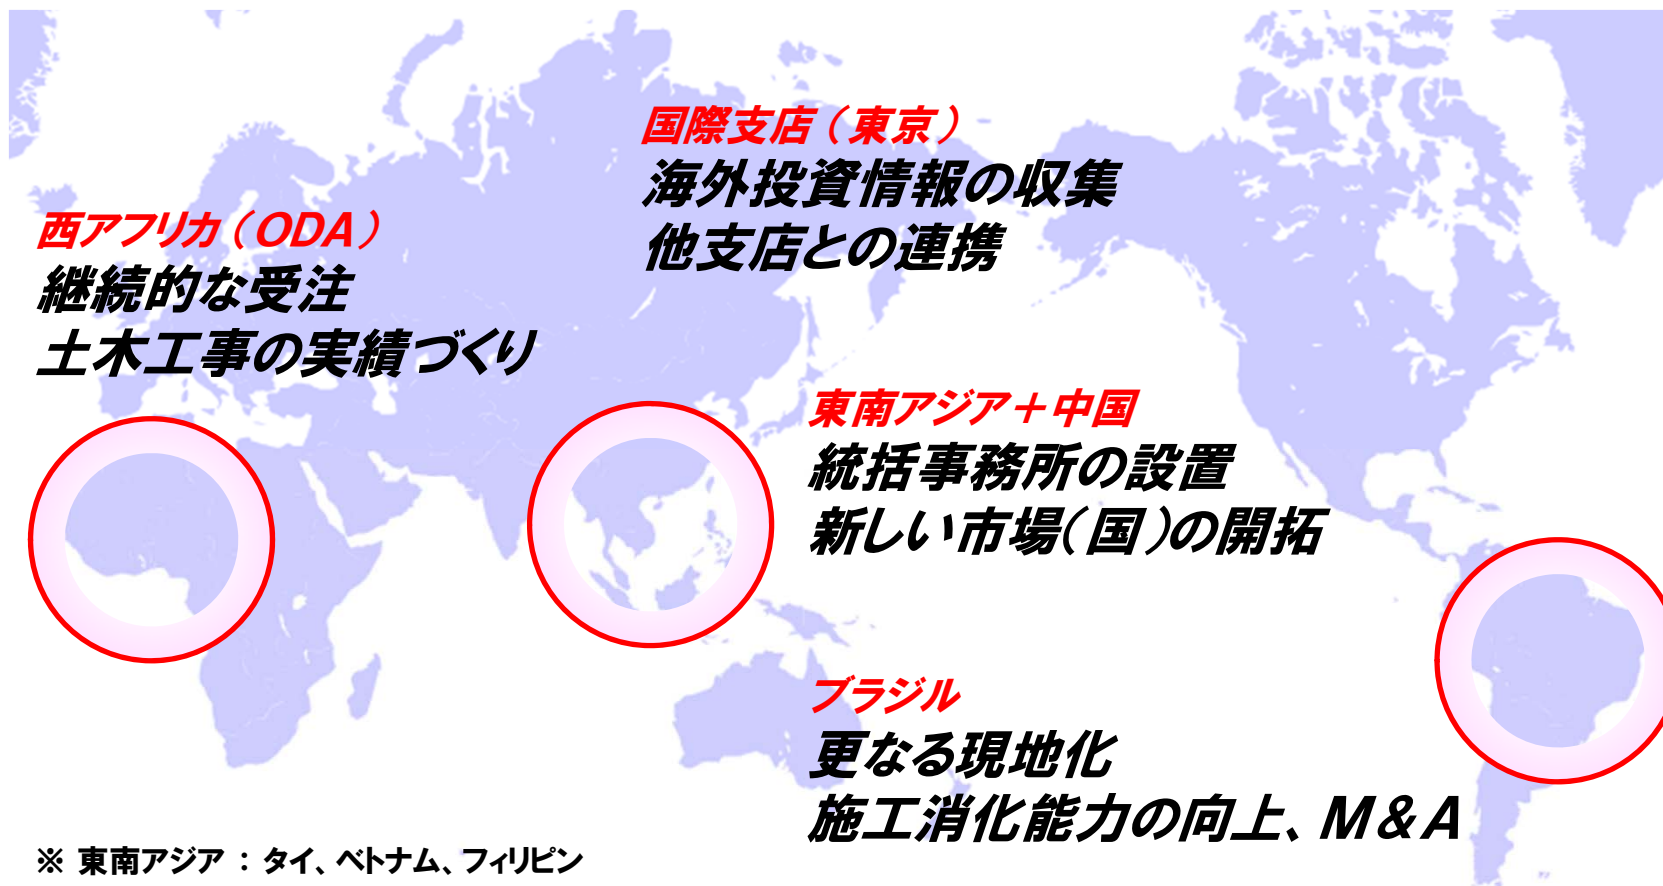 国際支店（東京）
海外投資情報の収集
他支店との連携
西アフリカ（ODA）
継続的な受注
土木工事の実績づくり
東南アジア＋中国
統括事務所の設置
新しい市場（国）の開拓
ブラジル
更なる現地化
施工消化能力の向上、M＆A
※ 東南アジア ： タイ、ベトナム、フィリピン